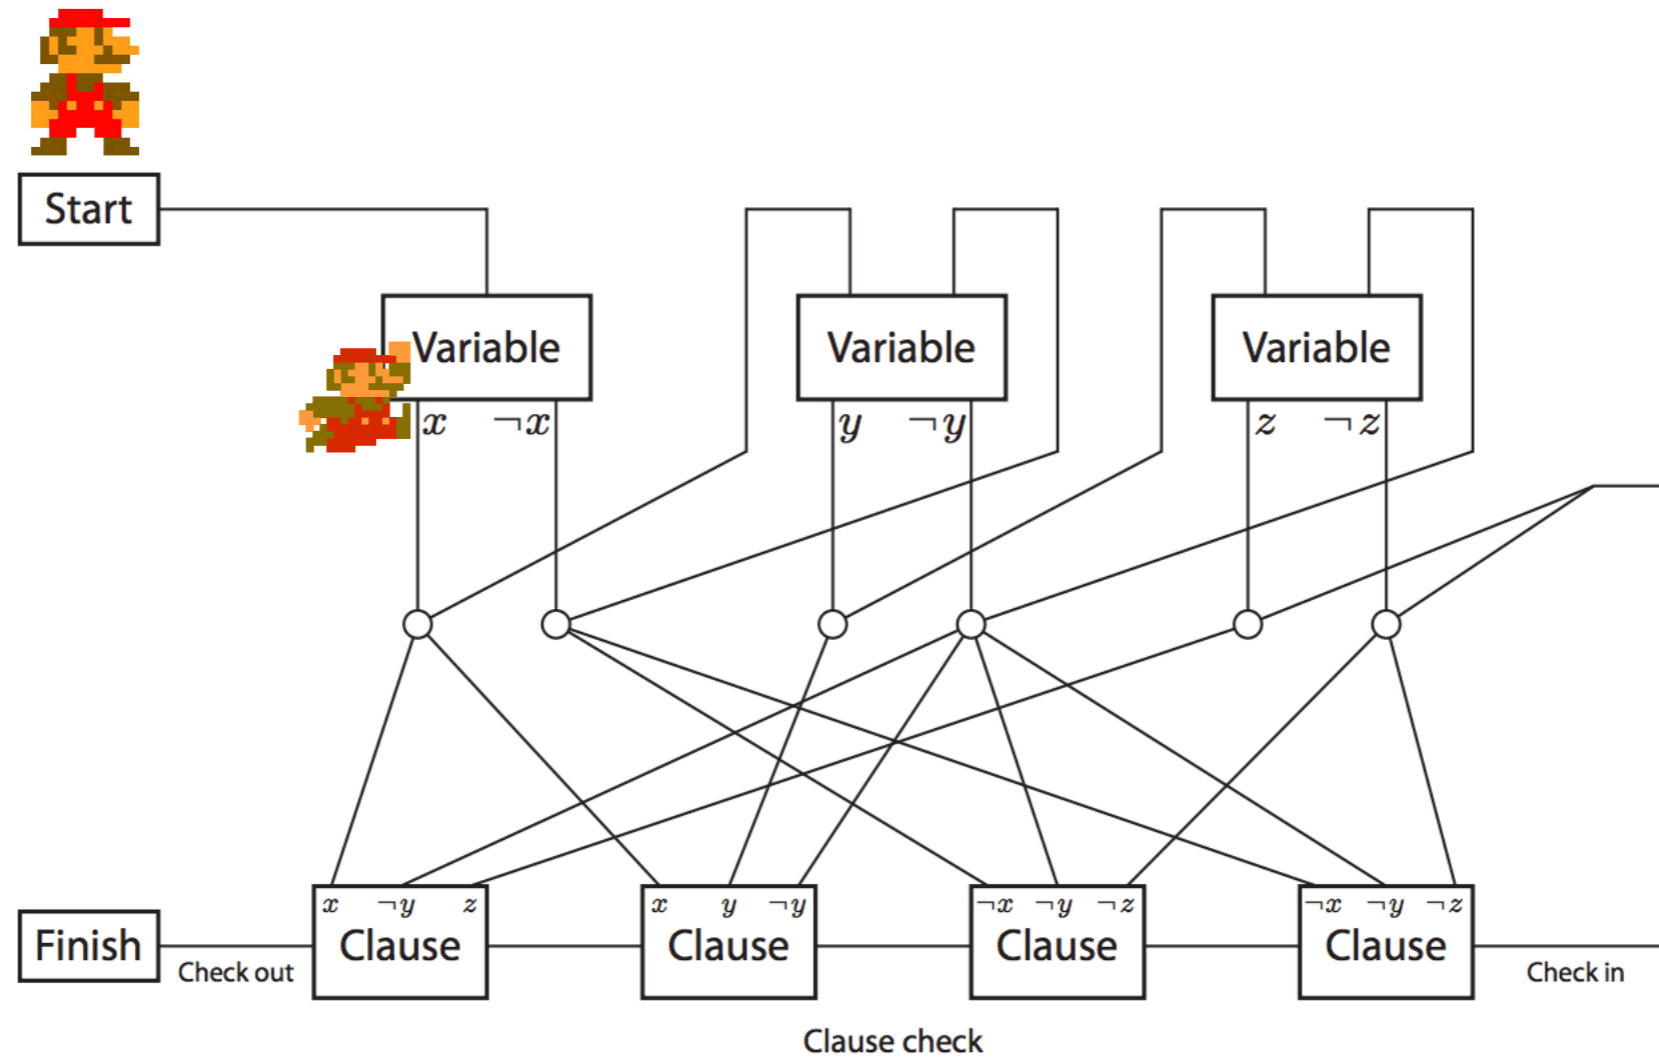 Start
Variable Variable Variable
x ¬x y ¬y z ¬z
x ¬y z x y ¬y ¬x ¬y ¬z ¬x ¬y ¬z
Finish Clause Clause Clause Clause
Check out Check in
Clause check